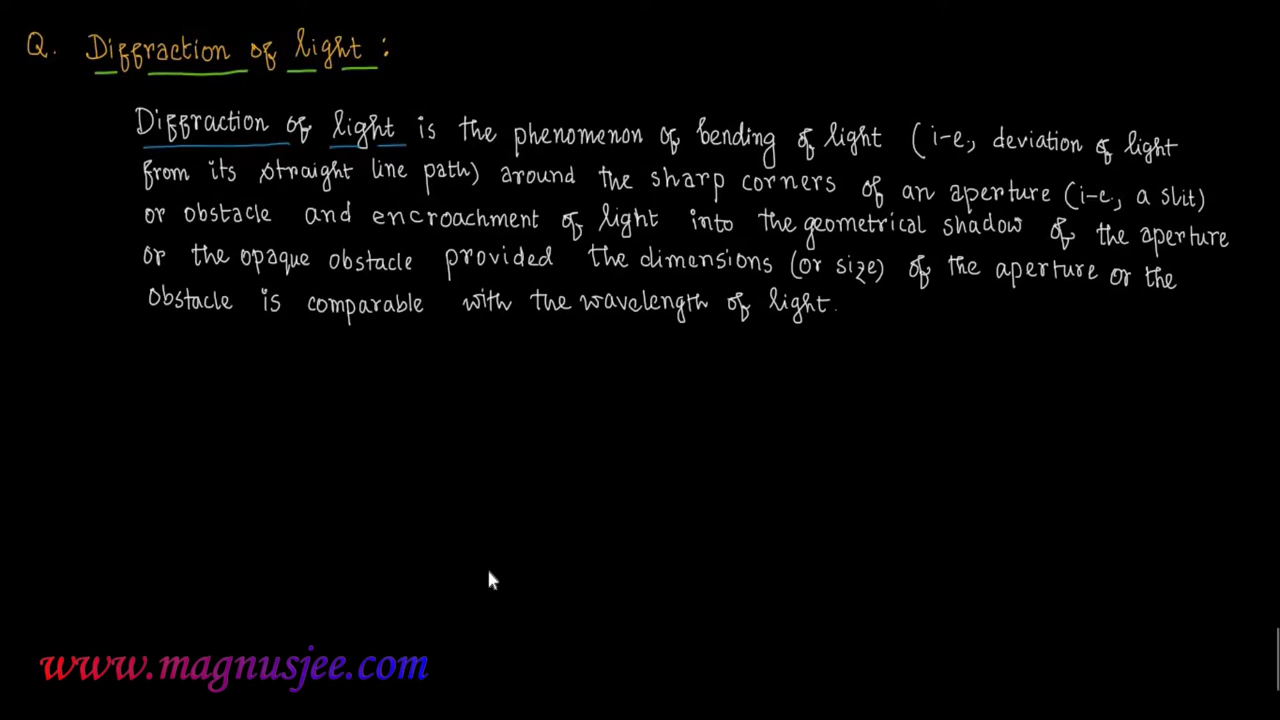 Q. Diffraction of light :
Diffraction of light is the phenomenon of bending of light (i-e, deviation of light
from its straight line path) around the sharp corners of an aperture (i-e., a slit)
or obstacle and encroachment of light into the geometrical shadow of the aperture
or the opaque obstacle provided the dimensions (or size) of the aperture or the
obstacle is comparable with the wavelength of light.
www.magnusjee.com